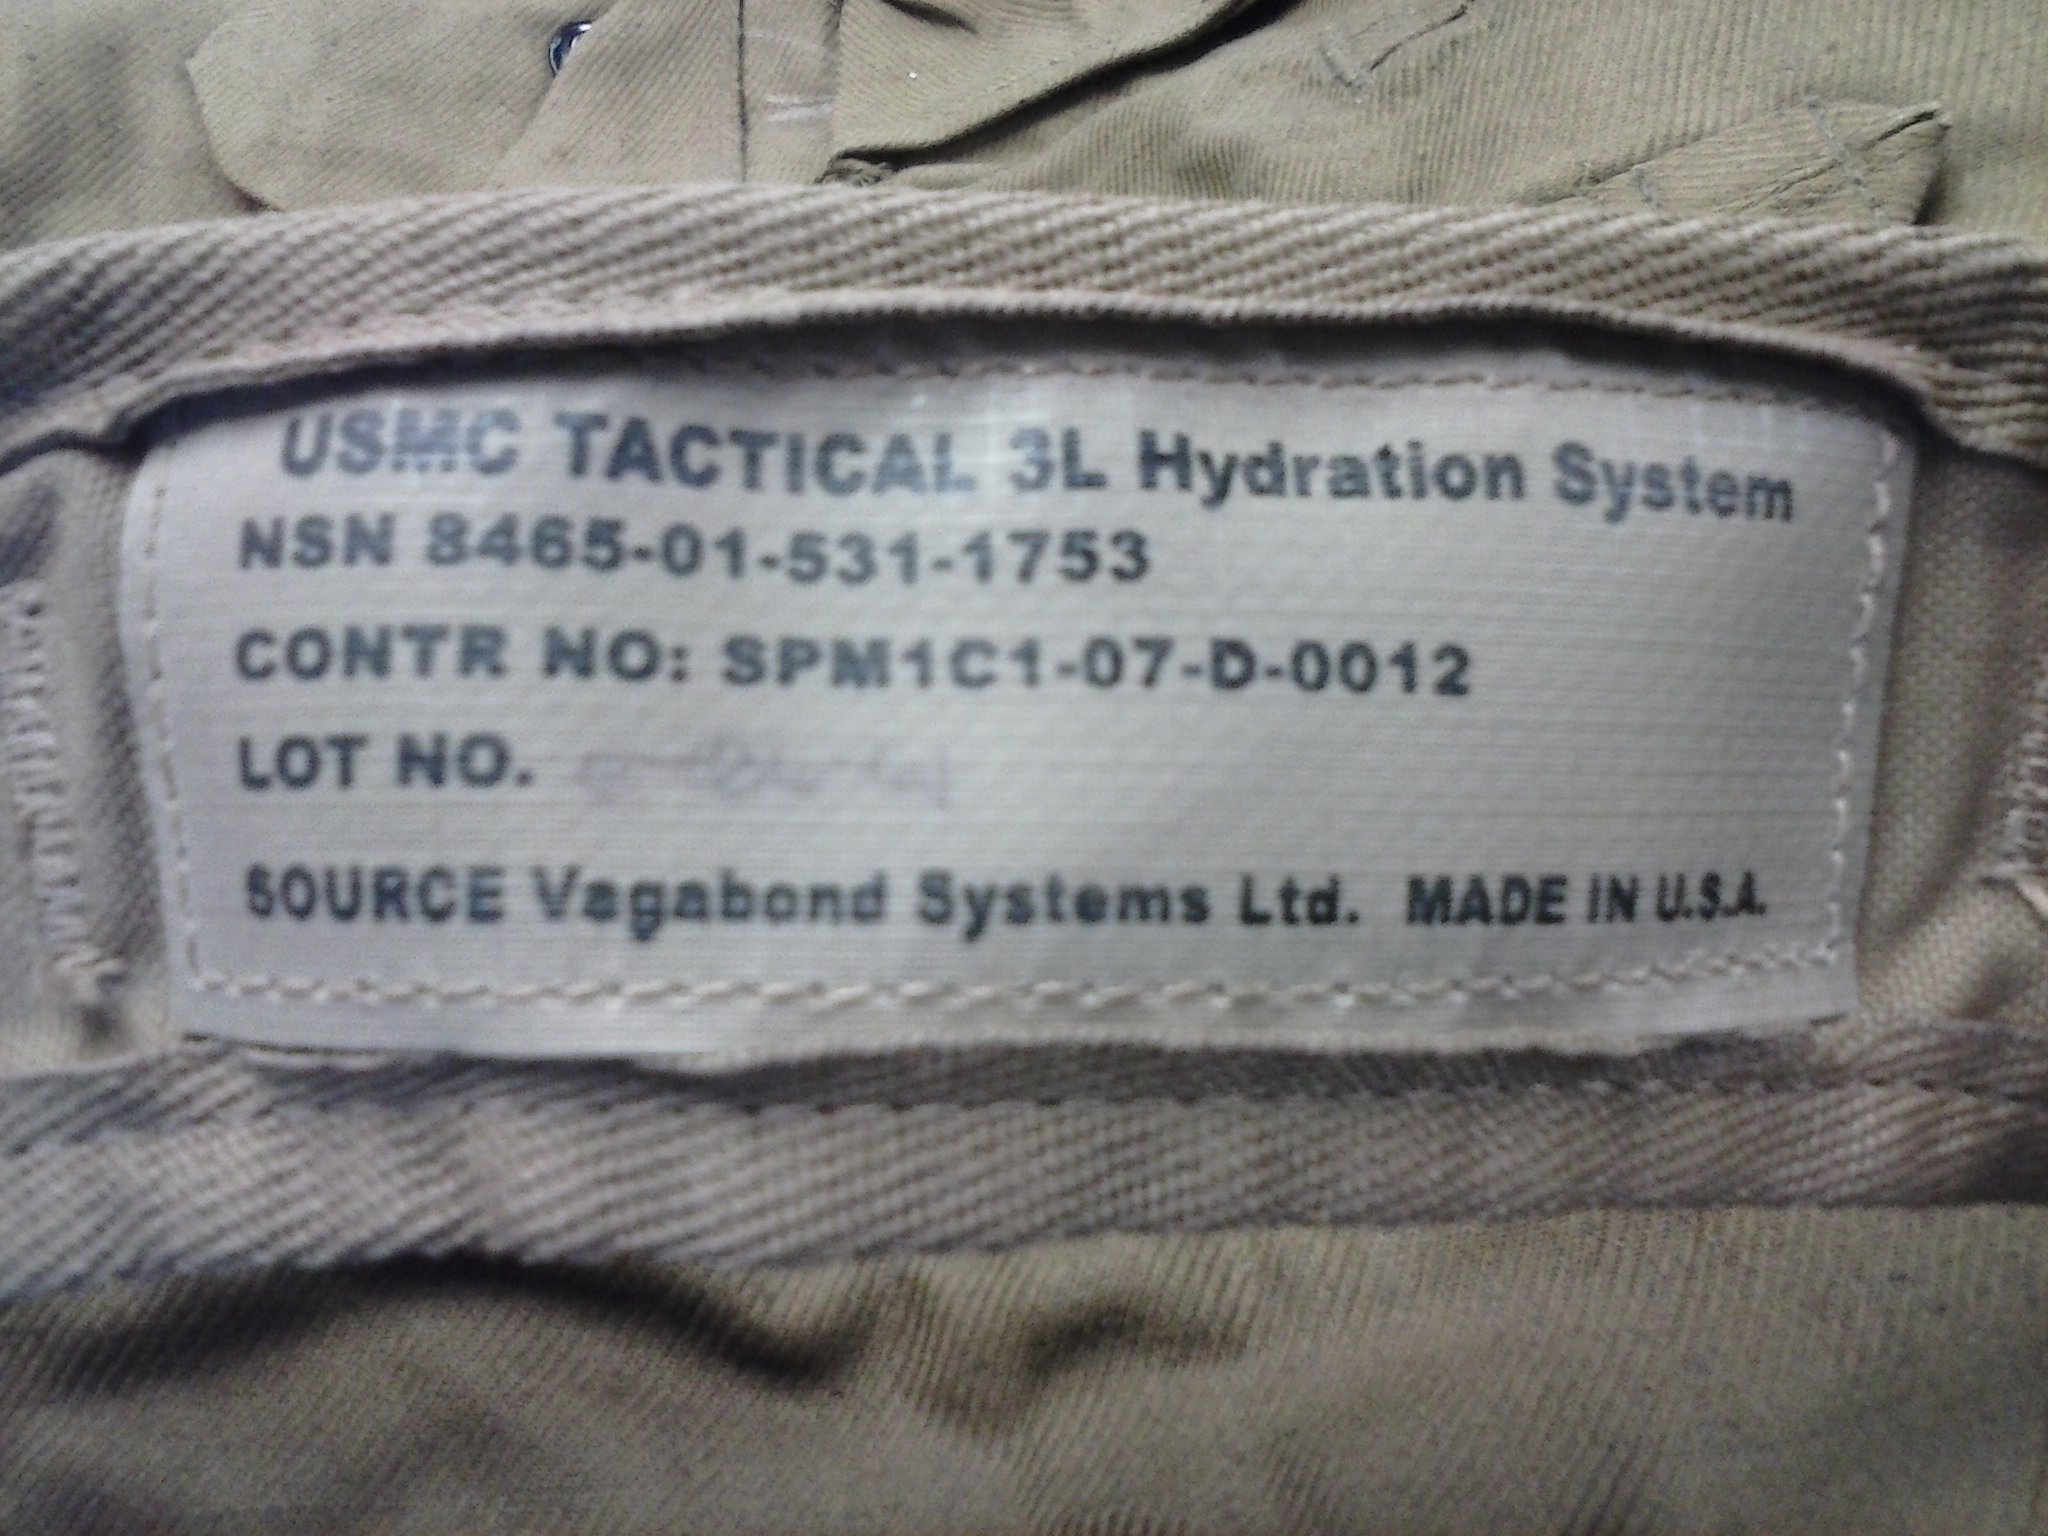 USMC TACTICAL 3L Hydration System
NSN 8465-01-531-1753
CONTR NO: SPM1C1-07-D-0012
LOT NO.
SOURCE Vagabond Systems Ltd. MADE IN U.S.A.